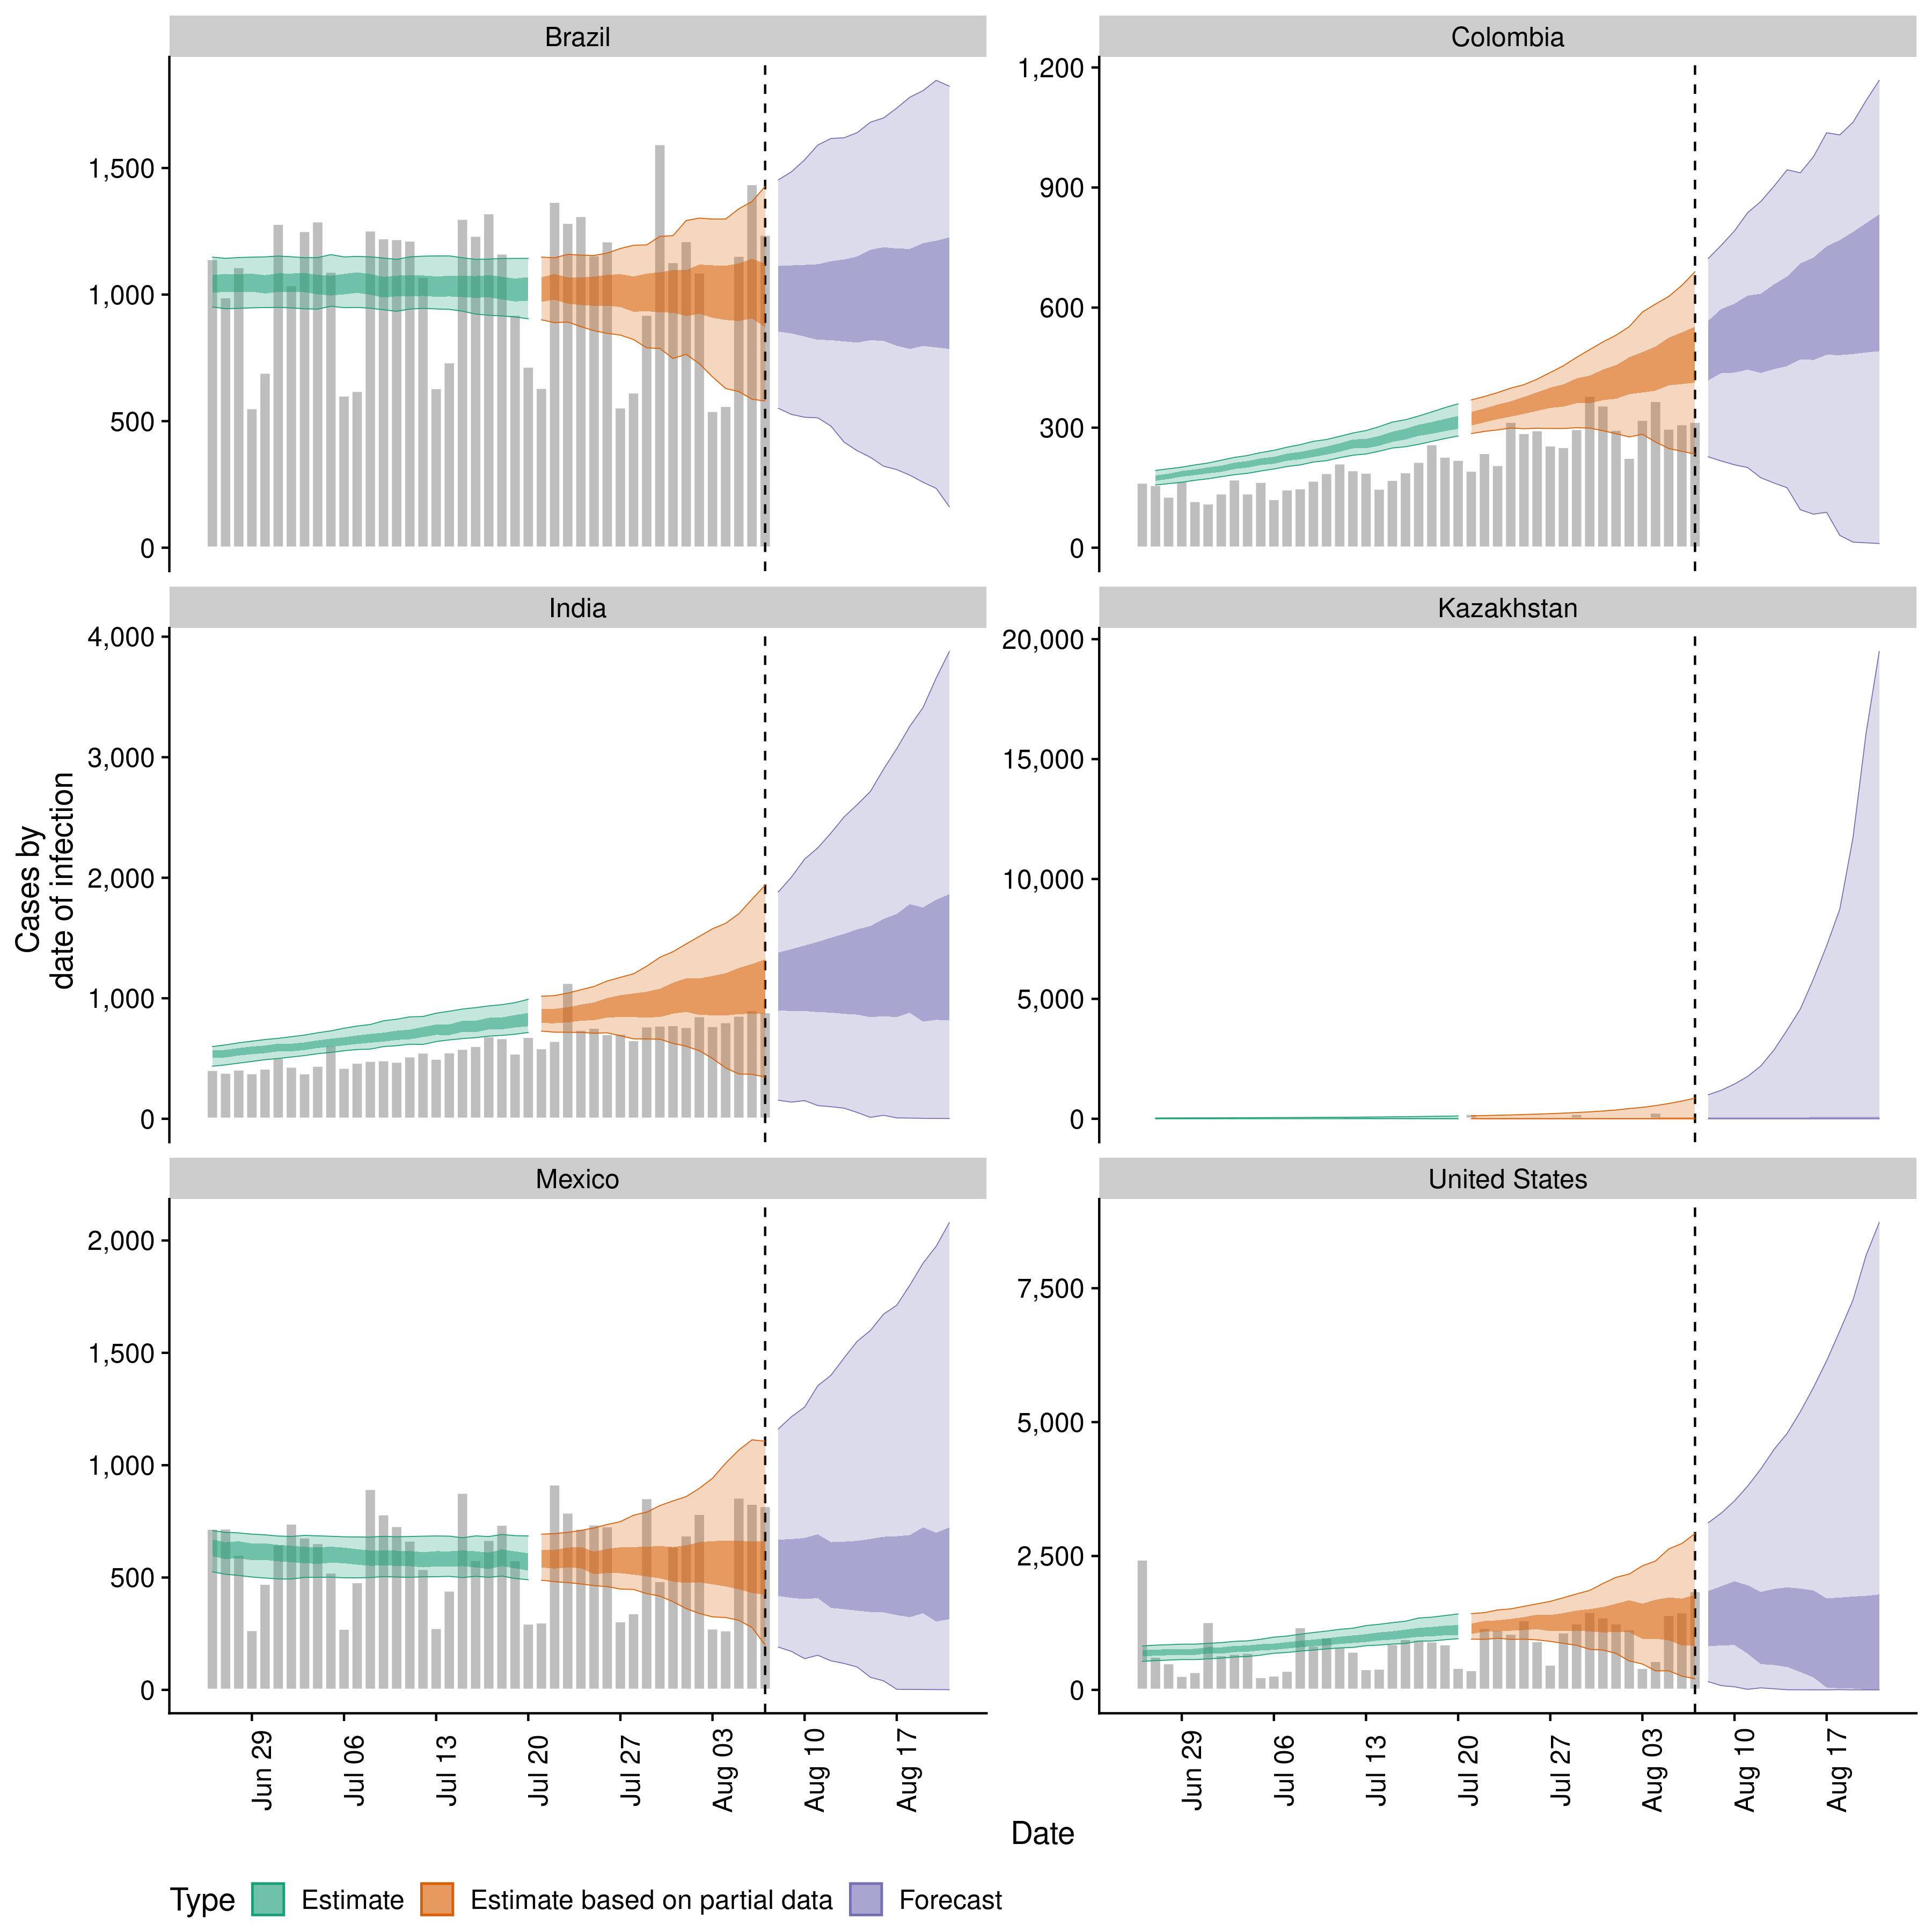 Brazil
Colombia
1,500
1,000
500
0
1,200
900
600
300
0
India
Kazakhstan
4,000
3,000
2,000
1,000
0
20,000
15,000
10,000
5,000
0
Cases by
date of infection
Mexico
United States
2,000
1,500
1,000
500
0
7,500
5,000
2,500
0
Jun 29
Jul 06
Jul 13
Jul 20
Jul 27
Aug 03
Aug 10
Aug 17
Jun 29
Jul 06
Jul 13
Jul 20
Jul 27
Aug 03
Aug 10
Aug 17
Date
Type Estimate Estimate based on partial data Forecast